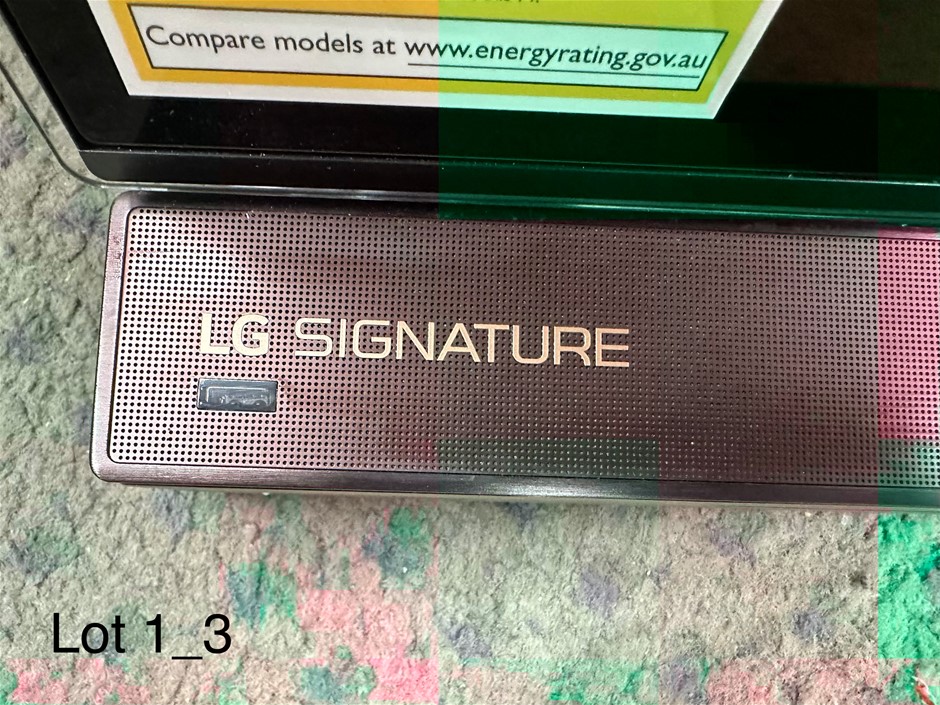 Compare models at www.energyrating.gov.au
LG SIGNATURE
Lot 1_3